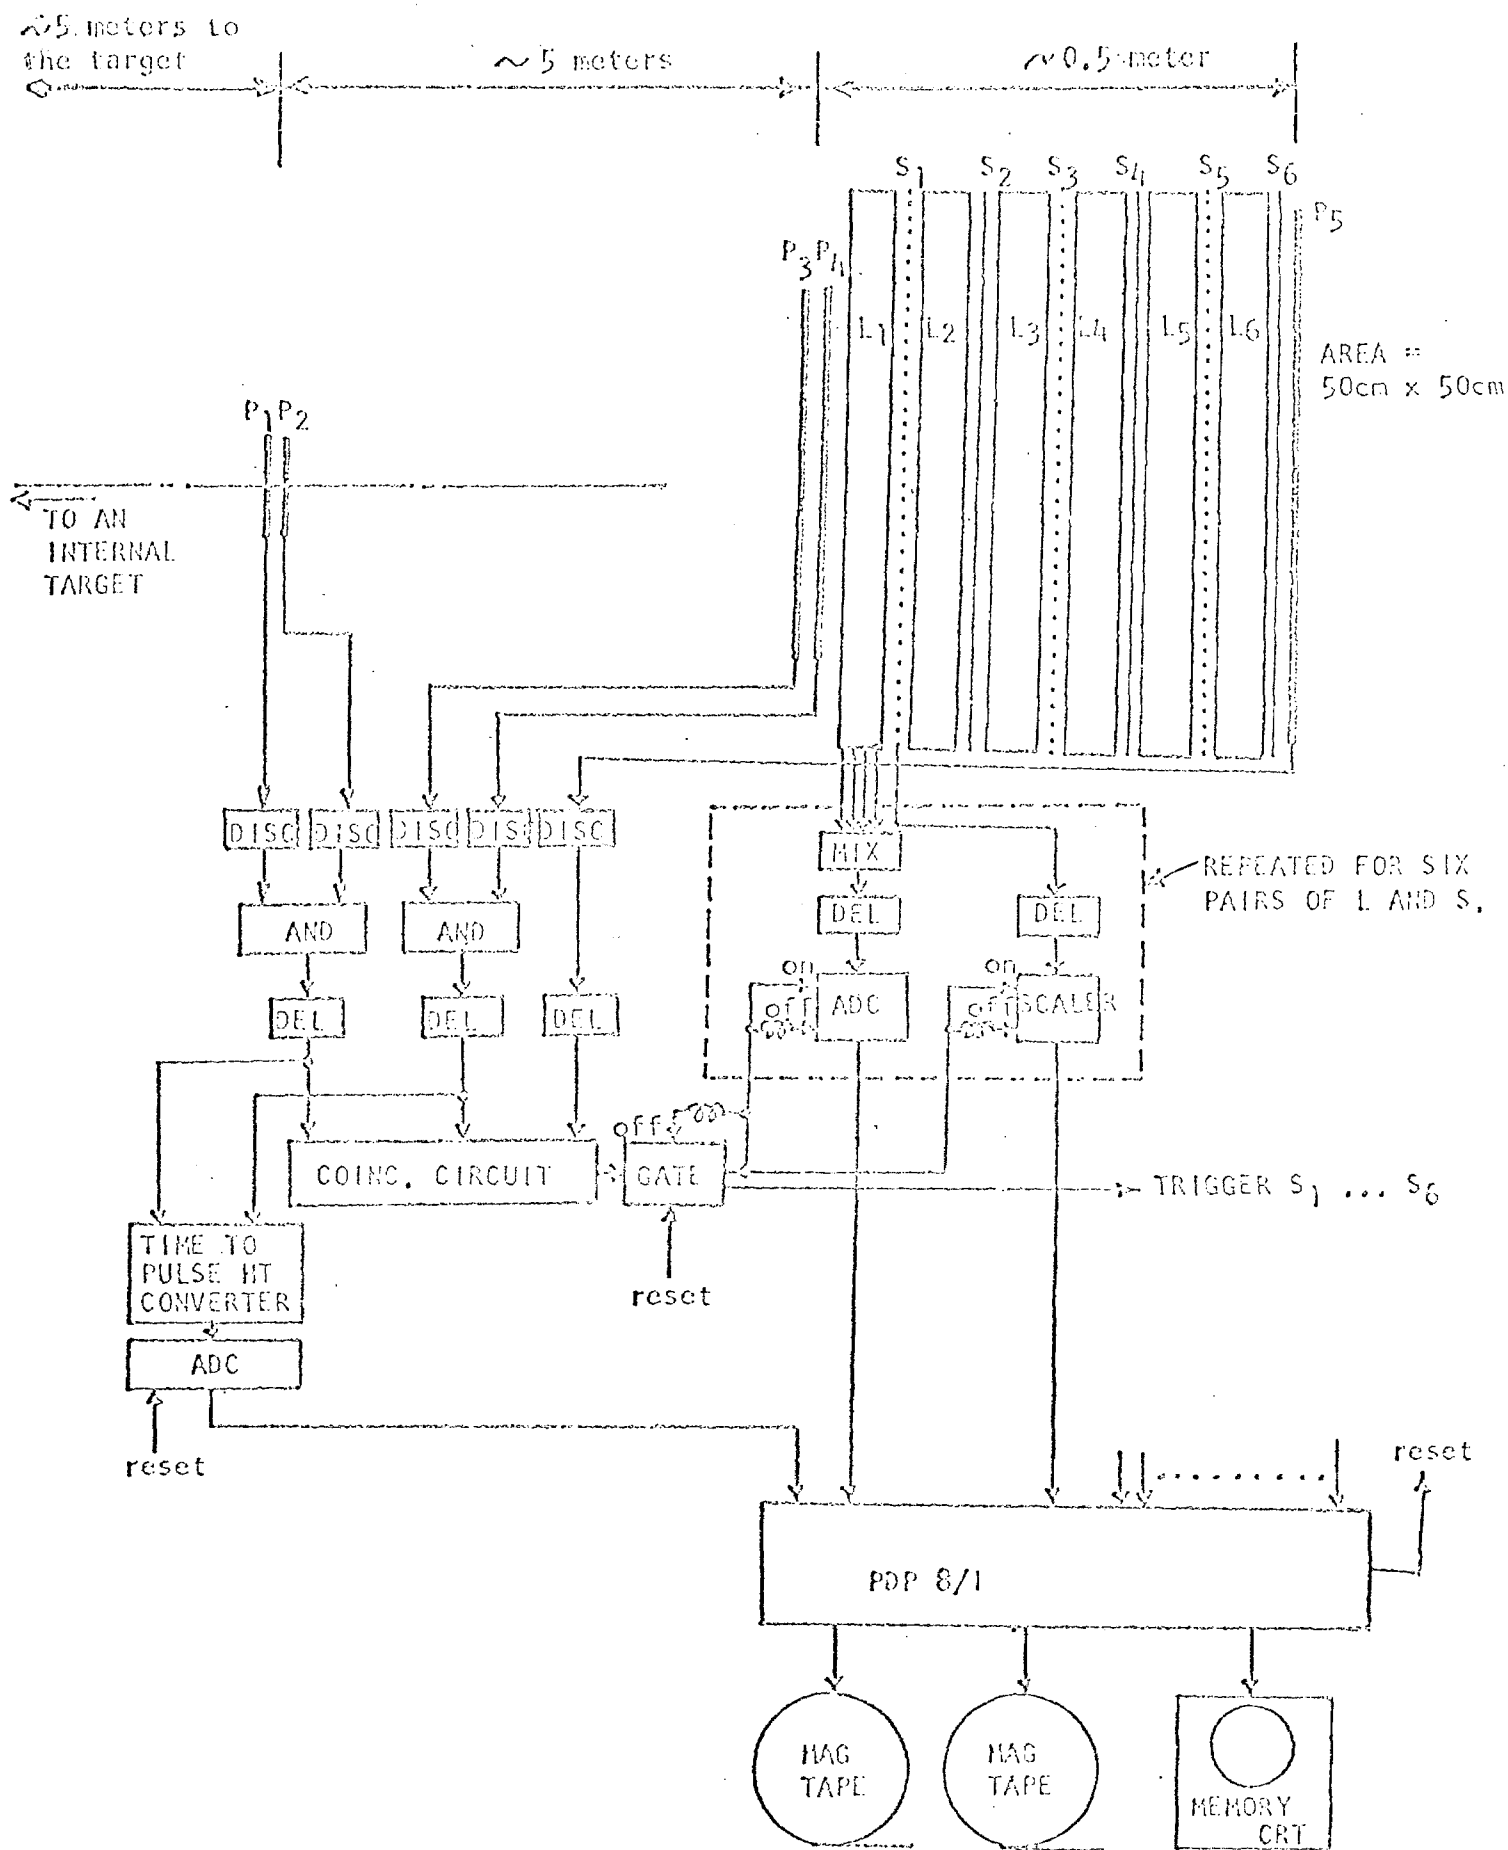 ~5 meters to
the target
~ 5 meters
~0.5 meter
S1 S2 S3 S4 S5 S6
P5
P3 P4
L1 L2 L3 L4 L5 L6
AREA =
50cm x 50cm
P1 P2
TO AN
INTERNAL
TARGET
DISC DISC DISC DISC DISC
MIX
REPEATED FOR SIX
PAIRS OF L AND S.
AND AND
DEL DEL
on on
off ADC off SCALER
DEL DEL DEL
off
COINC. CIRCUIT GATE
TRIGGER S1 ... S6
TIME TO
PULSE HT
CONVERTER
reset
ADC
reset
reset
PDP 8/I
MAG
TAPE
MAG
TAPE
MEMORY
CRT